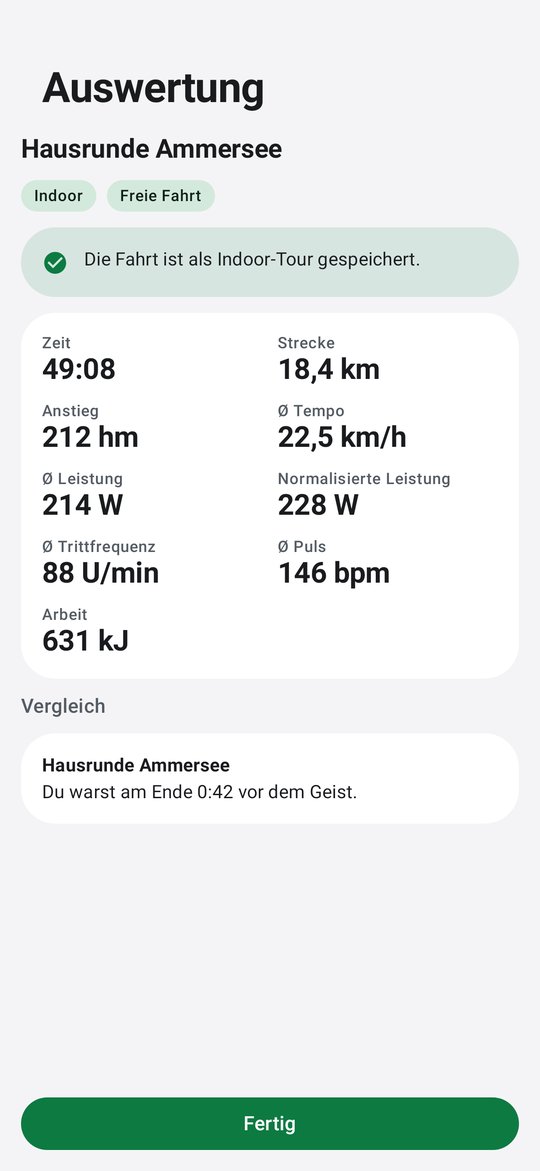 Auswertung
Hausrunde Ammersee
Indoor
Freie Fahrt
Die Fahrt ist als Indoor-Tour gespeichert.
Zeit
49:08
Strecke
18,4 km
Anstieg
212 hm
Ø Tempo
22,5 km/h
Ø Leistung
214 W
Normalisierte Leistung
228 W
Ø Trittfrequenz
88 U/min
Ø Puls
146 bpm
Arbeit
631 kJ
Vergleich
Hausrunde Ammersee
Du warst am Ende 0:42 vor dem Geist.
Fertig